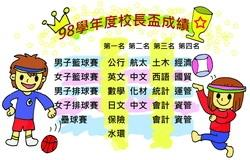 98學年度校長盃成績
第一名 第二名 第三名 第四名
男子籃球賽 公行 航太 土木 經濟
女子籃球賽 英文 中文 西語 國貿
男子排球賽 數學 化材 統計 運管
女子排球賽 日文 中文 會計 資管
壘球賽 保險 會計 資管
水環